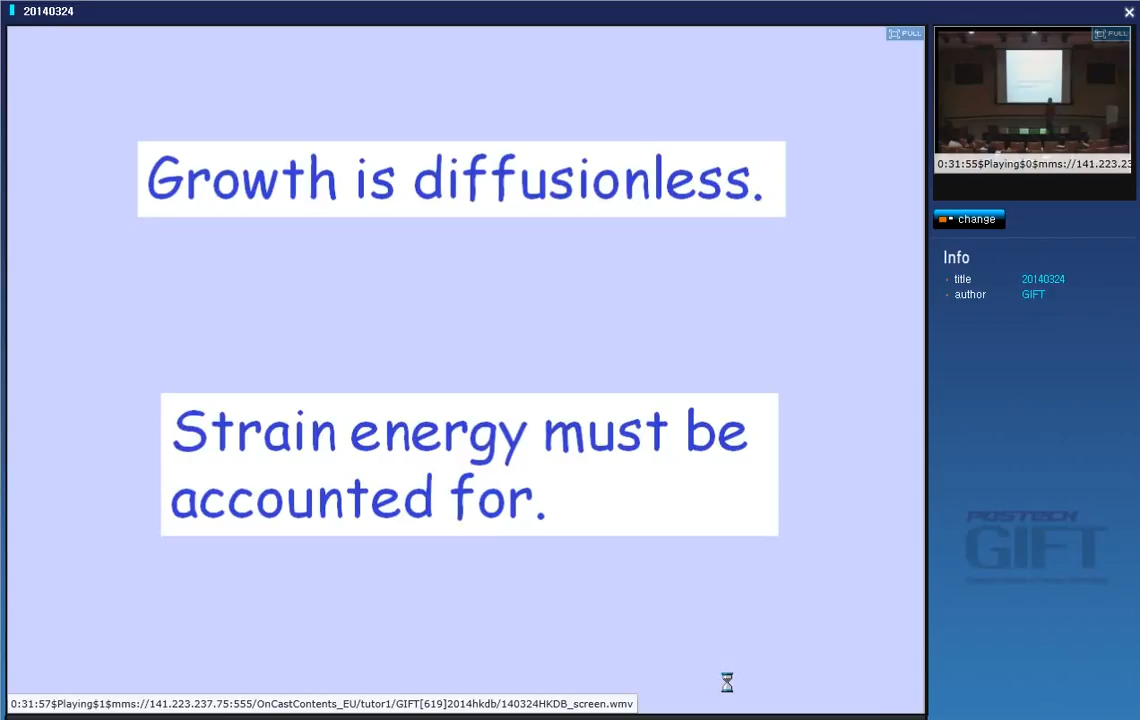 20140324
FULL
Growth is diffusionless.
Strain energy must be
accounted for.
0:31:57$Playing$1$mms://141.223.237.75:555/OnCastContents_EU/tutor1/GIFT[619]2014hkdb/140324HKDB_screen.wmv
FULL
0:31:55$Playing$0$mms://141.223.23
change
Info
title 20140324
author GIFT
POSTECH
GIFT